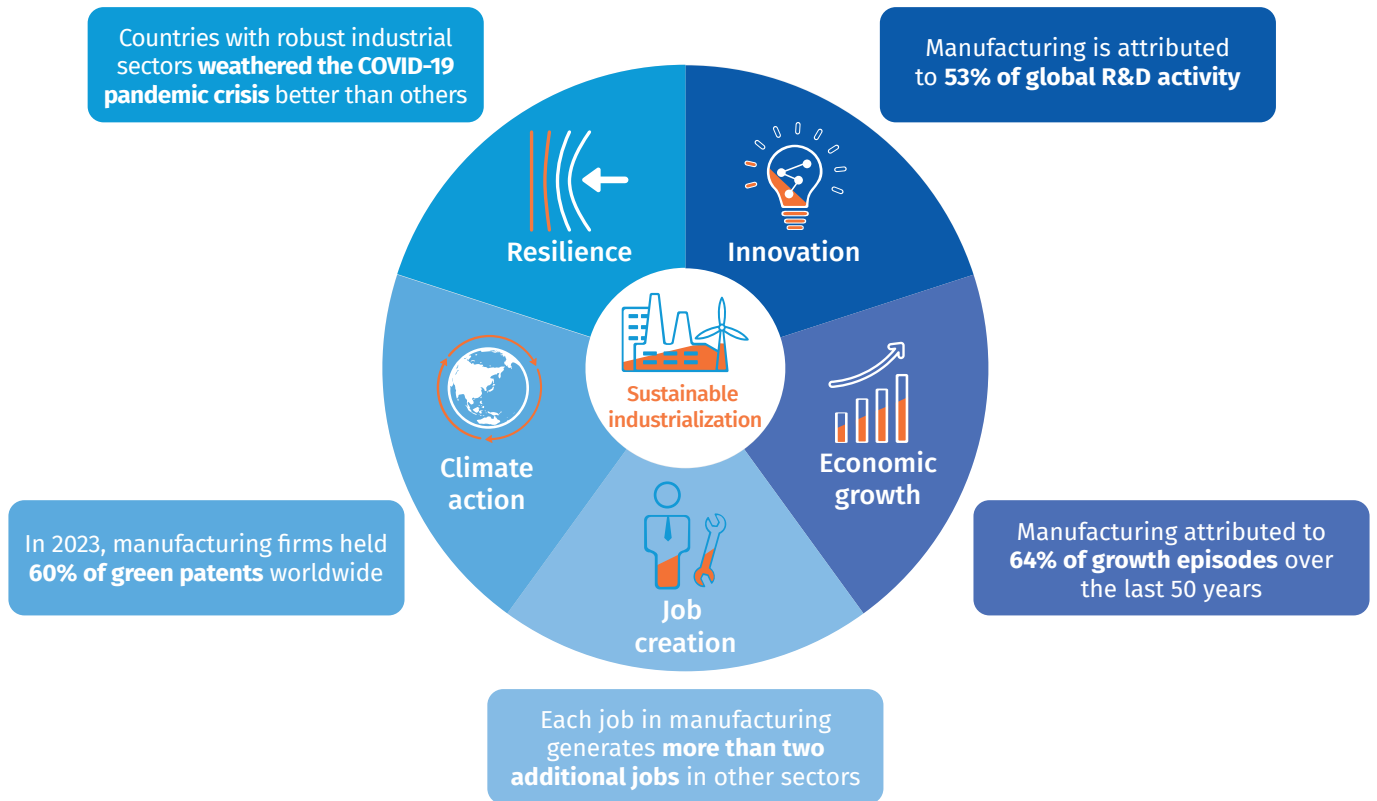 Countries with robust industrial
sectors weathered the COVID-19
pandemic crisis better than others
Manufacturing is attributed
to 53% of global R&D activity
Resilience
Innovation
Sustainable
industrialization
Climate
action
Economic
growth
In 2023, manufacturing firms held
60% of green patents worldwide
Manufacturing attributed to
64% of growth episodes over
the last 50 years
Job
creation
Each job in manufacturing
generates more than two
additional jobs in other sectors